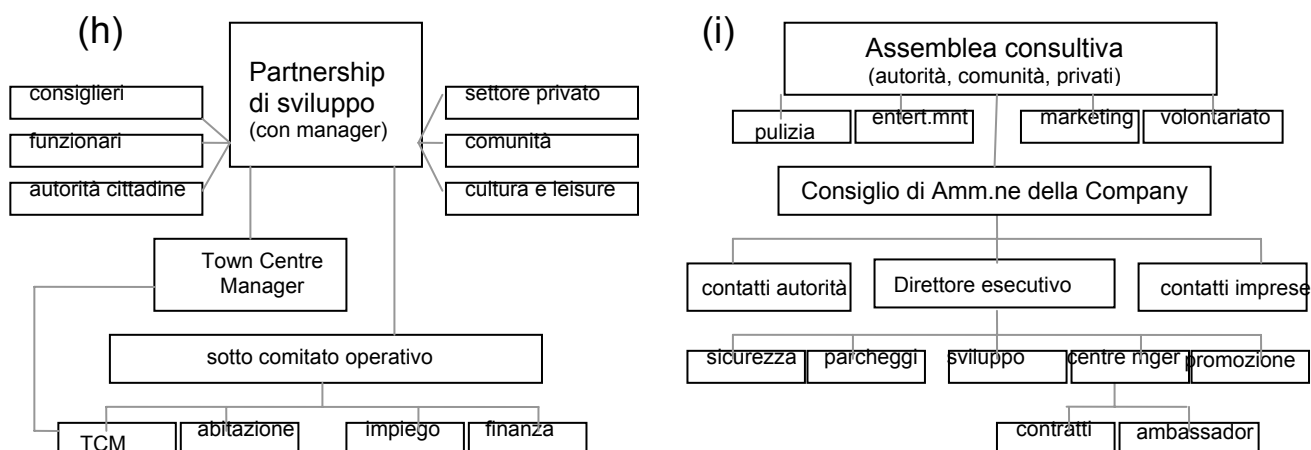 (h)
Partnership
di sviluppo
(con manager)
consiglieri
funzionari
autorità cittadine
settore privato
comunità
cultura e leisure
Town Centre
Manager
sotto comitato operativo
TCM
abitazione
impiego
finanza
(i)
Assemblea consultiva
(autorità, comunità, privati)
pulizia
entert.mnt
marketing
volontariato
Consiglio di Amm.ne della Company
contatti autorità
Direttore esecutivo
contatti imprese
sicurezza
parcheggi
sviluppo
centre mger
promozione
contratti
ambassador